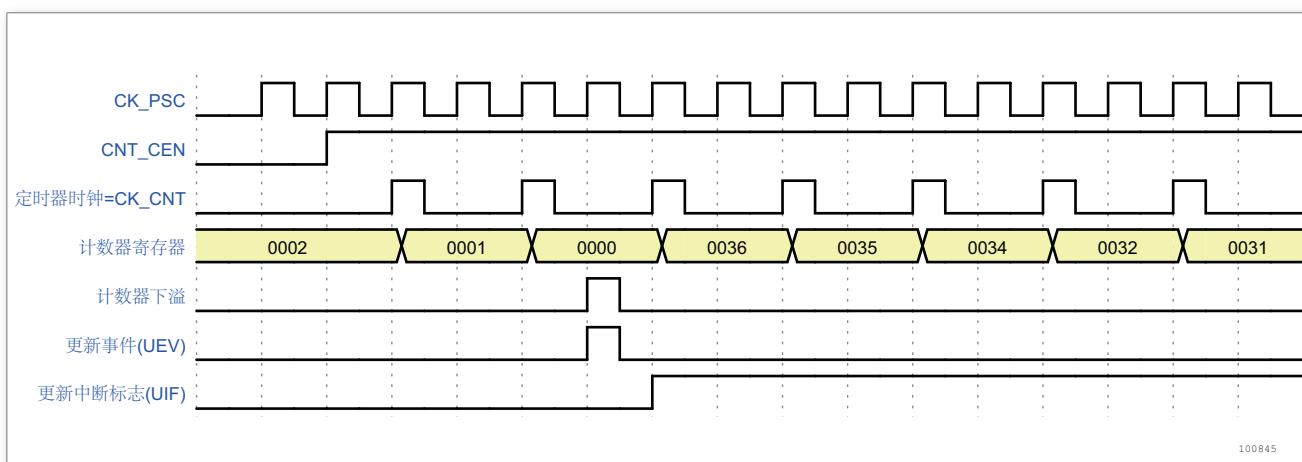 CK_PSC
CNT_CEN
定时器时钟=CK_CNT
计数器寄存器 0002 0001 0000 0036 0035 0034 0032 0031
计数器下溢
更新事件(UEV)
更新中断标志(UIF)
100845